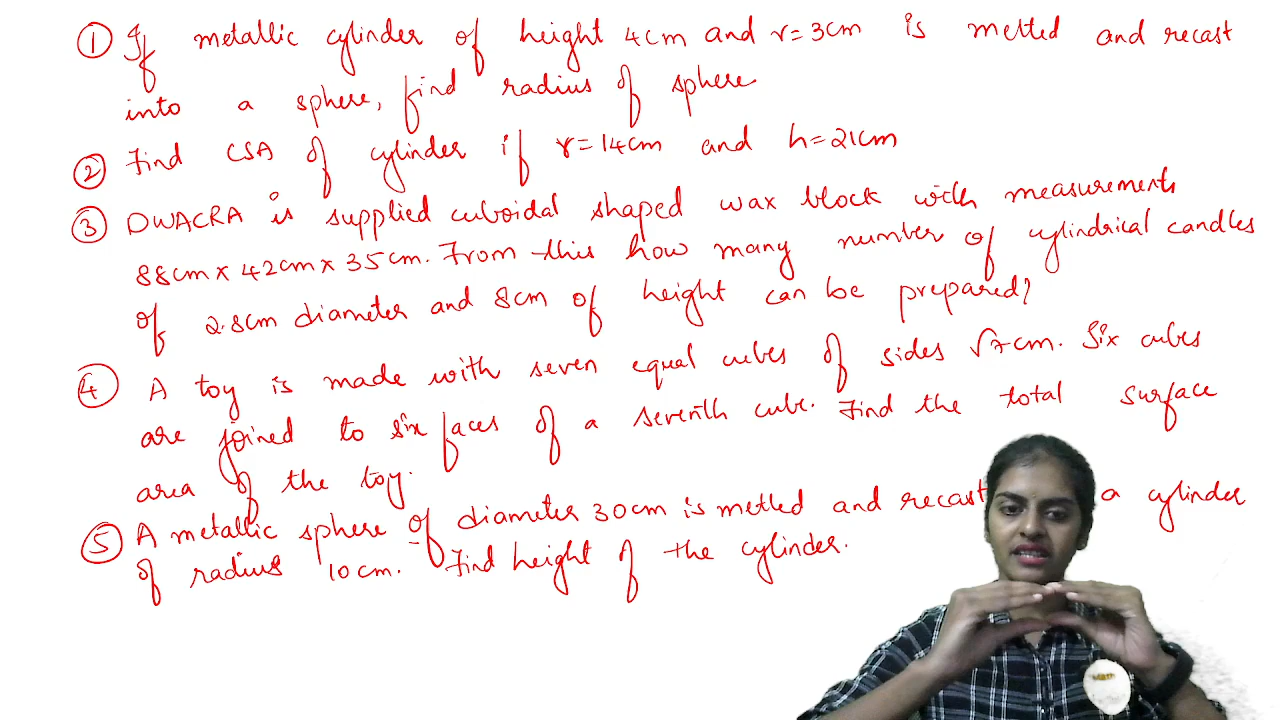 ① If metallic cylinder of height 4cm and r=3cm is melted and recast
into a sphere, find radius of sphere
② Find CSA of cylinder if r=14cm and h=21cm
③ DWACRA is supplied cuboidal shaped wax block with measurements
88cm x 42cm x 35cm. From this how many number of cylindrical candles
of 2.8cm diameter and 8cm of height can be prepared?
④ A toy is made with seven equal cubes of sides √7cm. Six cubes
are joined to six faces of a seventh cube. Find the total surface
area of the toy.
⑤ A metallic sphere of diameter 30cm is melted and recast a cylinder
of radius 10cm. Find height of the cylinder.